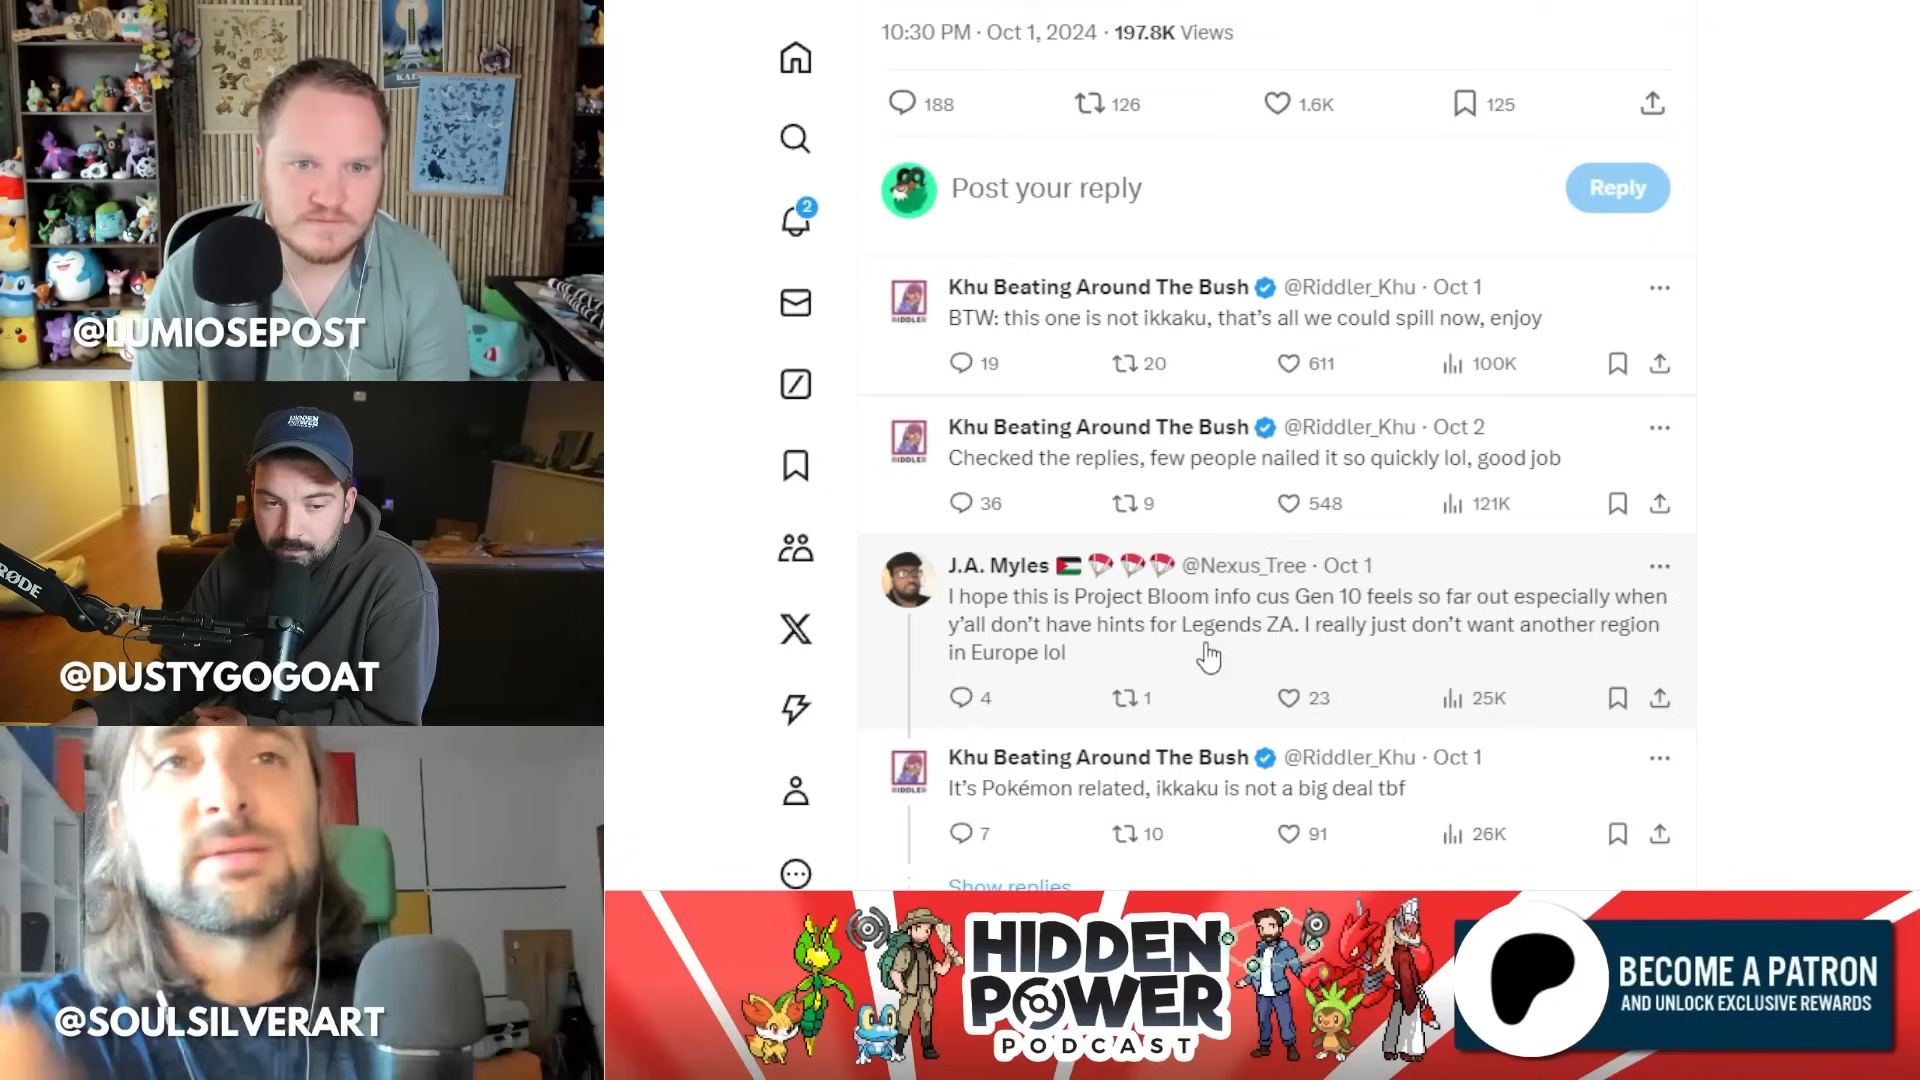 10:30 PM · Oct 1, 2024 · 197.8K Views
188 126 1.6K 125
Post your reply
Reply
2
Khu Beating Around The Bush @Riddler_Khu · Oct 1
BTW: this one is not ikkaku, that's all we could spill now, enjoy
19 20 611 100K
Khu Beating Around The Bush @Riddler_Khu · Oct 2
Checked the replies, few people nailed it so quickly lol, good job
36 9 548 121K
J.A. Myles @Nexus_Tree · Oct 1
I hope this is Project Bloom info cus Gen 10 feels so far out especially when
y'all don't have hints for Legends ZA. I really just don't want another region
in Europe lol
4 1 23 25K
Khu Beating Around The Bush @Riddler_Khu · Oct 1
It's Pokémon related, ikkaku is not a big deal tbf
7 10 91 26K
Show replies
@LUMIOSEPOST
HIDDEN
POWER
RØDE
@DUSTYGOGOAT
@SOULSILVERART
HIDDEN
POWER
PODCAST
BECOME A PATRON
AND UNLOCK EXCLUSIVE REWARDS